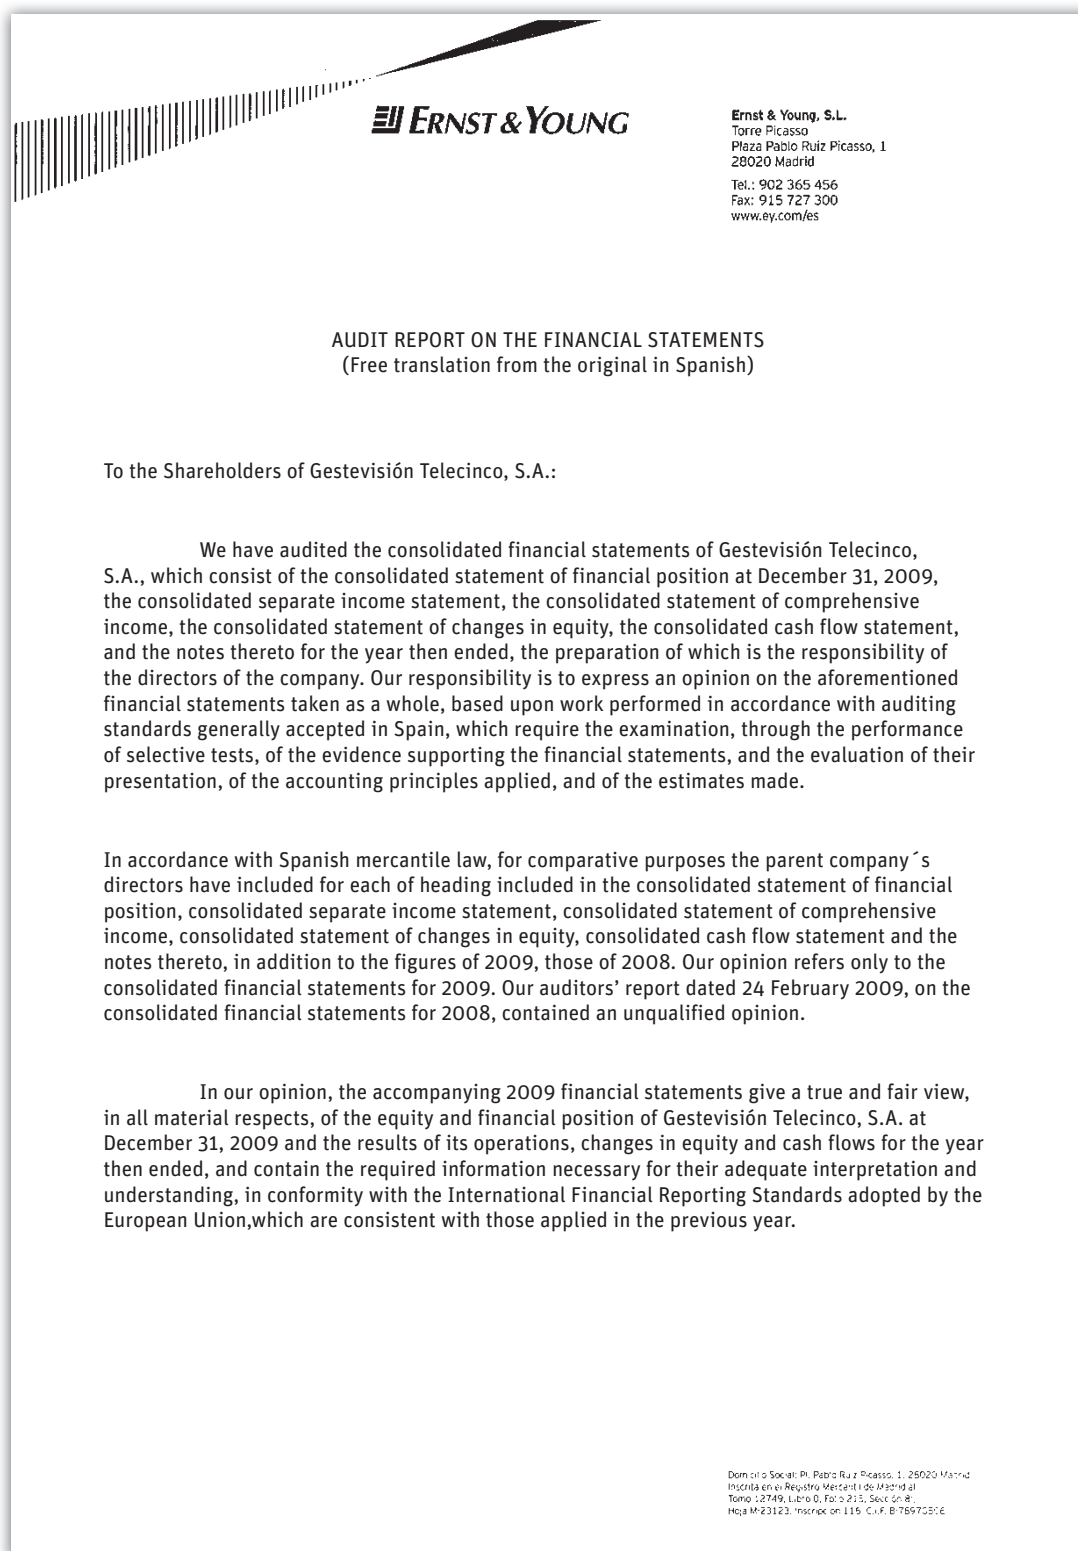 ERNST & YOUNG
Ernst & Young, S.L.
Torre Picasso
Plaza Pablo Ruiz Picasso, 1
28020 Madrid
Tel.: 902 365 456
Fax: 915 727 300
www.ey.com/es
AUDIT REPORT ON THE FINANCIAL STATEMENTS
(Free translation from the original in Spanish)
To the Shareholders of Gestevisión Telecinco, S.A.:
We have audited the consolidated financial statements of Gestevisión Telecinco,
S.A., which consist of the consolidated statement of financial position at December 31, 2009,
the consolidated separate income statement, the consolidated statement of comprehensive
income, the consolidated statement of changes in equity, the consolidated cash flow statement,
and the notes thereto for the year then ended, the preparation of which is the responsibility of
the directors of the company. Our responsibility is to express an opinion on the aforementioned
financial statements taken as a whole, based upon work performed in accordance with auditing
standards generally accepted in Spain, which require the examination, through the performance
of selective tests, of the evidence supporting the financial statements, and the evaluation of their
presentation, of the accounting principles applied, and of the estimates made.
In accordance with Spanish mercantile law, for comparative purposes the parent company´s
directors have included for each of heading included in the consolidated statement of financial
position, consolidated separate income statement, consolidated statement of comprehensive
income, consolidated statement of changes in equity, consolidated cash flow statement and the
notes thereto, in addition to the figures of 2009, those of 2008. Our opinion refers only to the
consolidated financial statements for 2009. Our auditors’ report dated 24 February 2009, on the
consolidated financial statements for 2008, contained an unqualified opinion.
In our opinion, the accompanying 2009 financial statements give a true and fair view,
in all material respects, of the equity and financial position of Gestevisión Telecinco, S.A. at
December 31, 2009 and the results of its operations, changes in equity and cash flows for the year
then ended, and contain the required information necessary for their adequate interpretation and
understanding, in conformity with the International Financial Reporting Standards adopted by the
European Union,which are consistent with those applied in the previous year.
Domicilio Social: Pl. Pablo Ruiz Picasso, 1. 28020 Madrid
Inscrita en el Registro Mercantil de Madrid al
Tomo 12749, Libro 0, Folio 215, Sección 8ª,
Hoja M-23123, Inscripción 116. C.I.F.